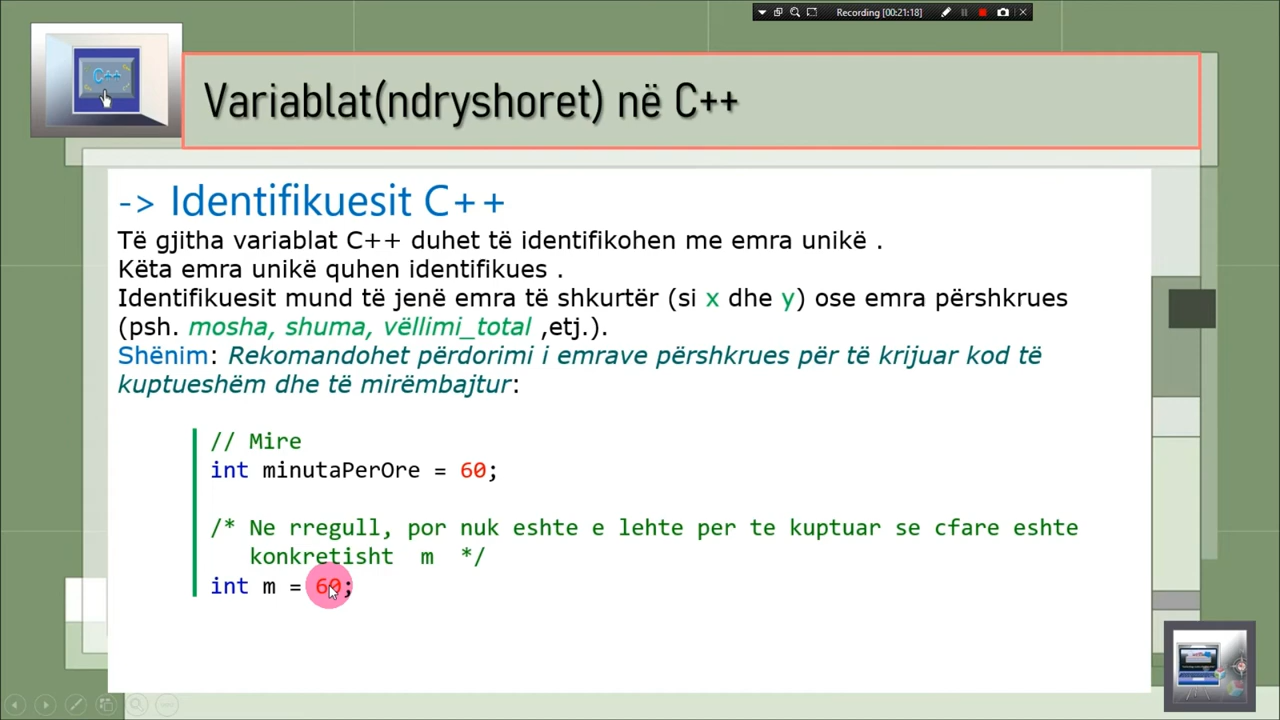 Recording [00:21:18]
C++
Variablat(ndryshoret) në C++
-> Identifikuesit C++
Të gjitha variablat C++ duhet të identifikohen me emra unikë .
Këta emra unikë quhen identifikues .
Identifikuesit mund të jenë emra të shkurtër (si x dhe y) ose emra përshkrues
(psh. mosha, shuma, vëllimi_total ,etj.).
Shënim: Rekomandohet përdorimi i emrave përshkrues për të krijuar kod të
kuptueshëm dhe të mirëmbajtur:
// Mire
int minutaPerOre = 60;
/* Ne rregull, por nuk eshte e lehte per te kuptuar se cfare eshte
konkretisht m */
int m = 60;